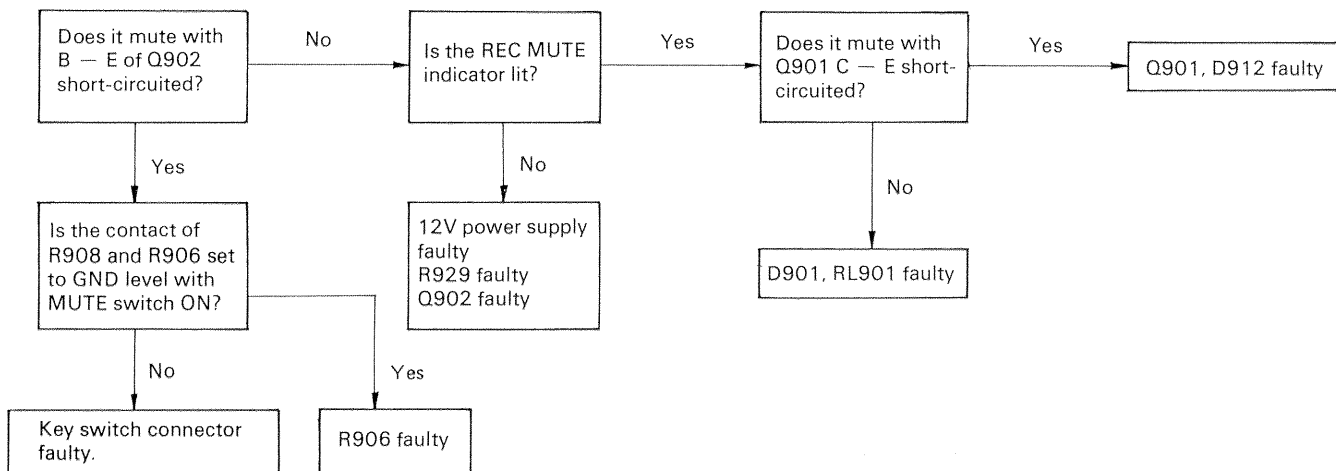 Does it mute with
B — E of Q902
short-circuited?
No
Is the REC MUTE
indicator lit?
Yes
Does it mute with
Q901 C — E short-
circuited?
Yes
Q901, D912 faulty
Yes
No
No
Is the contact of
R908 and R906 set
to GND level with
MUTE switch ON?
12V power supply
faulty
R929 faulty
Q902 faulty
D901, RL901 faulty
No
Yes
Key switch connector
faulty.
R906 faulty